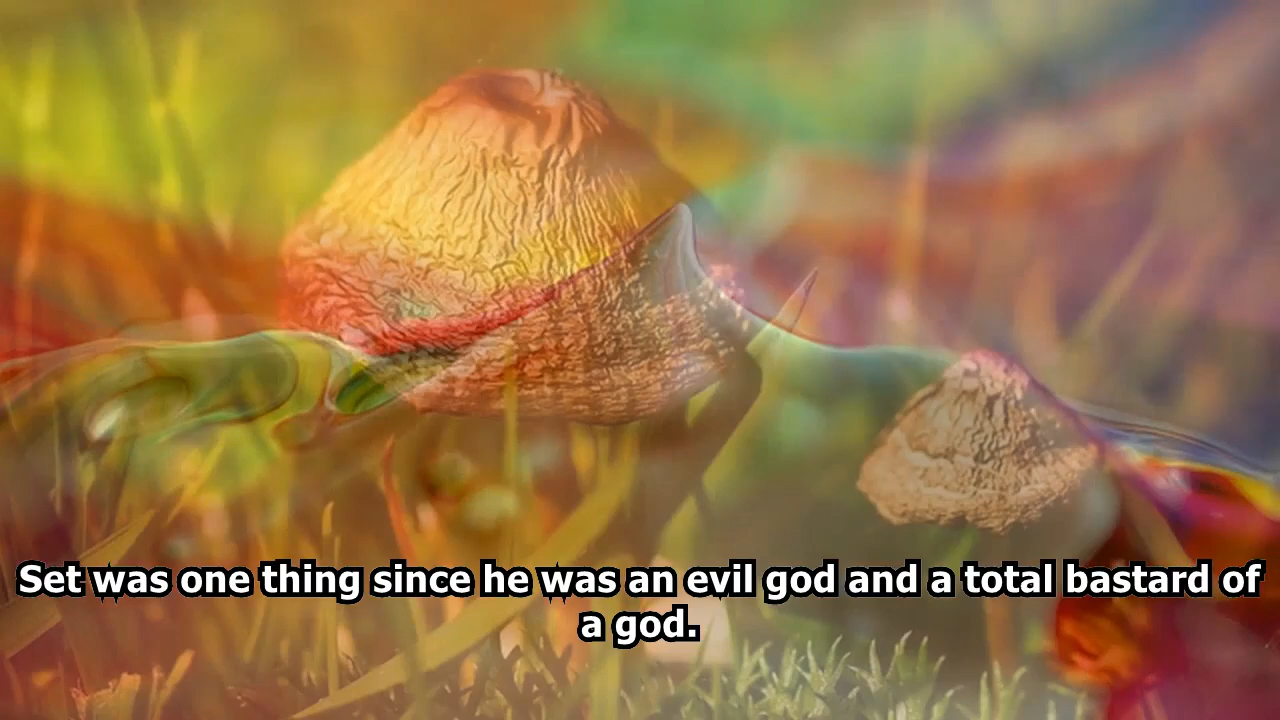 Set was one thing since he was an evil god and a total bastard of
a god.